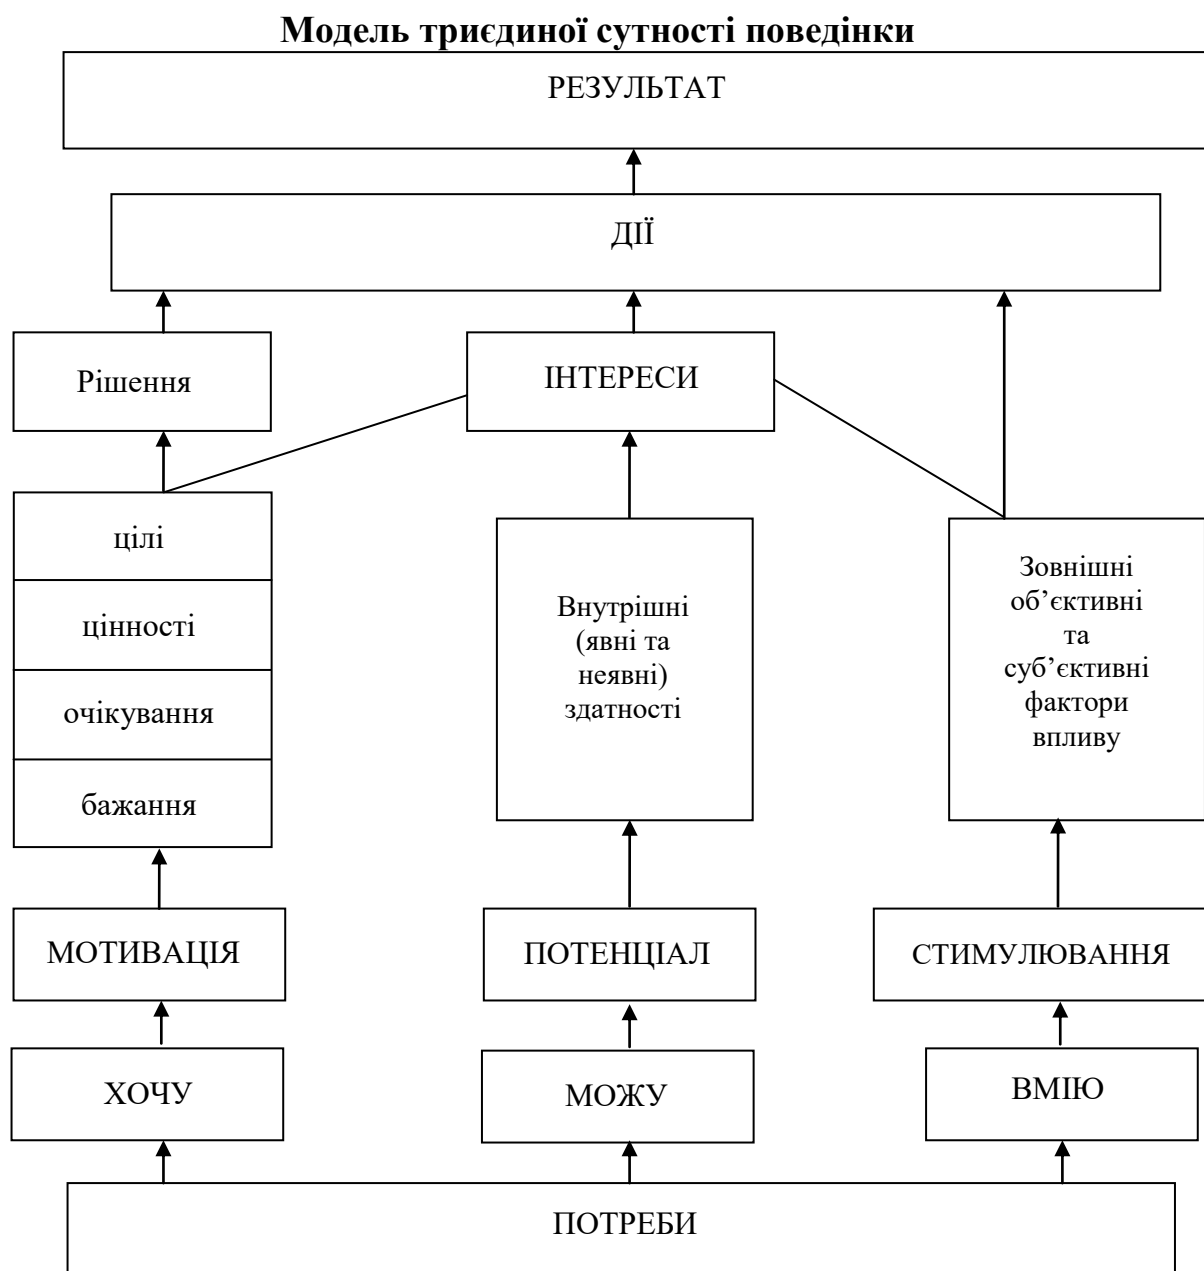 Модель триєдиної сутності поведінки
РЕЗУЛЬТАТ
ДІЇ
Рішення
ІНТЕРЕСИ
цілі
цінності
очікування
бажання
Внутрішні
(явні та
неявні)
здатності
Зовнішні
об’єктивні
та
суб’єктивні
фактори
впливу
МОТИВАЦІЯ
ПОТЕНЦІАЛ
СТИМУЛЮВАННЯ
ХОЧУ
МОЖУ
ВМІЮ
ПОТРЕБИ